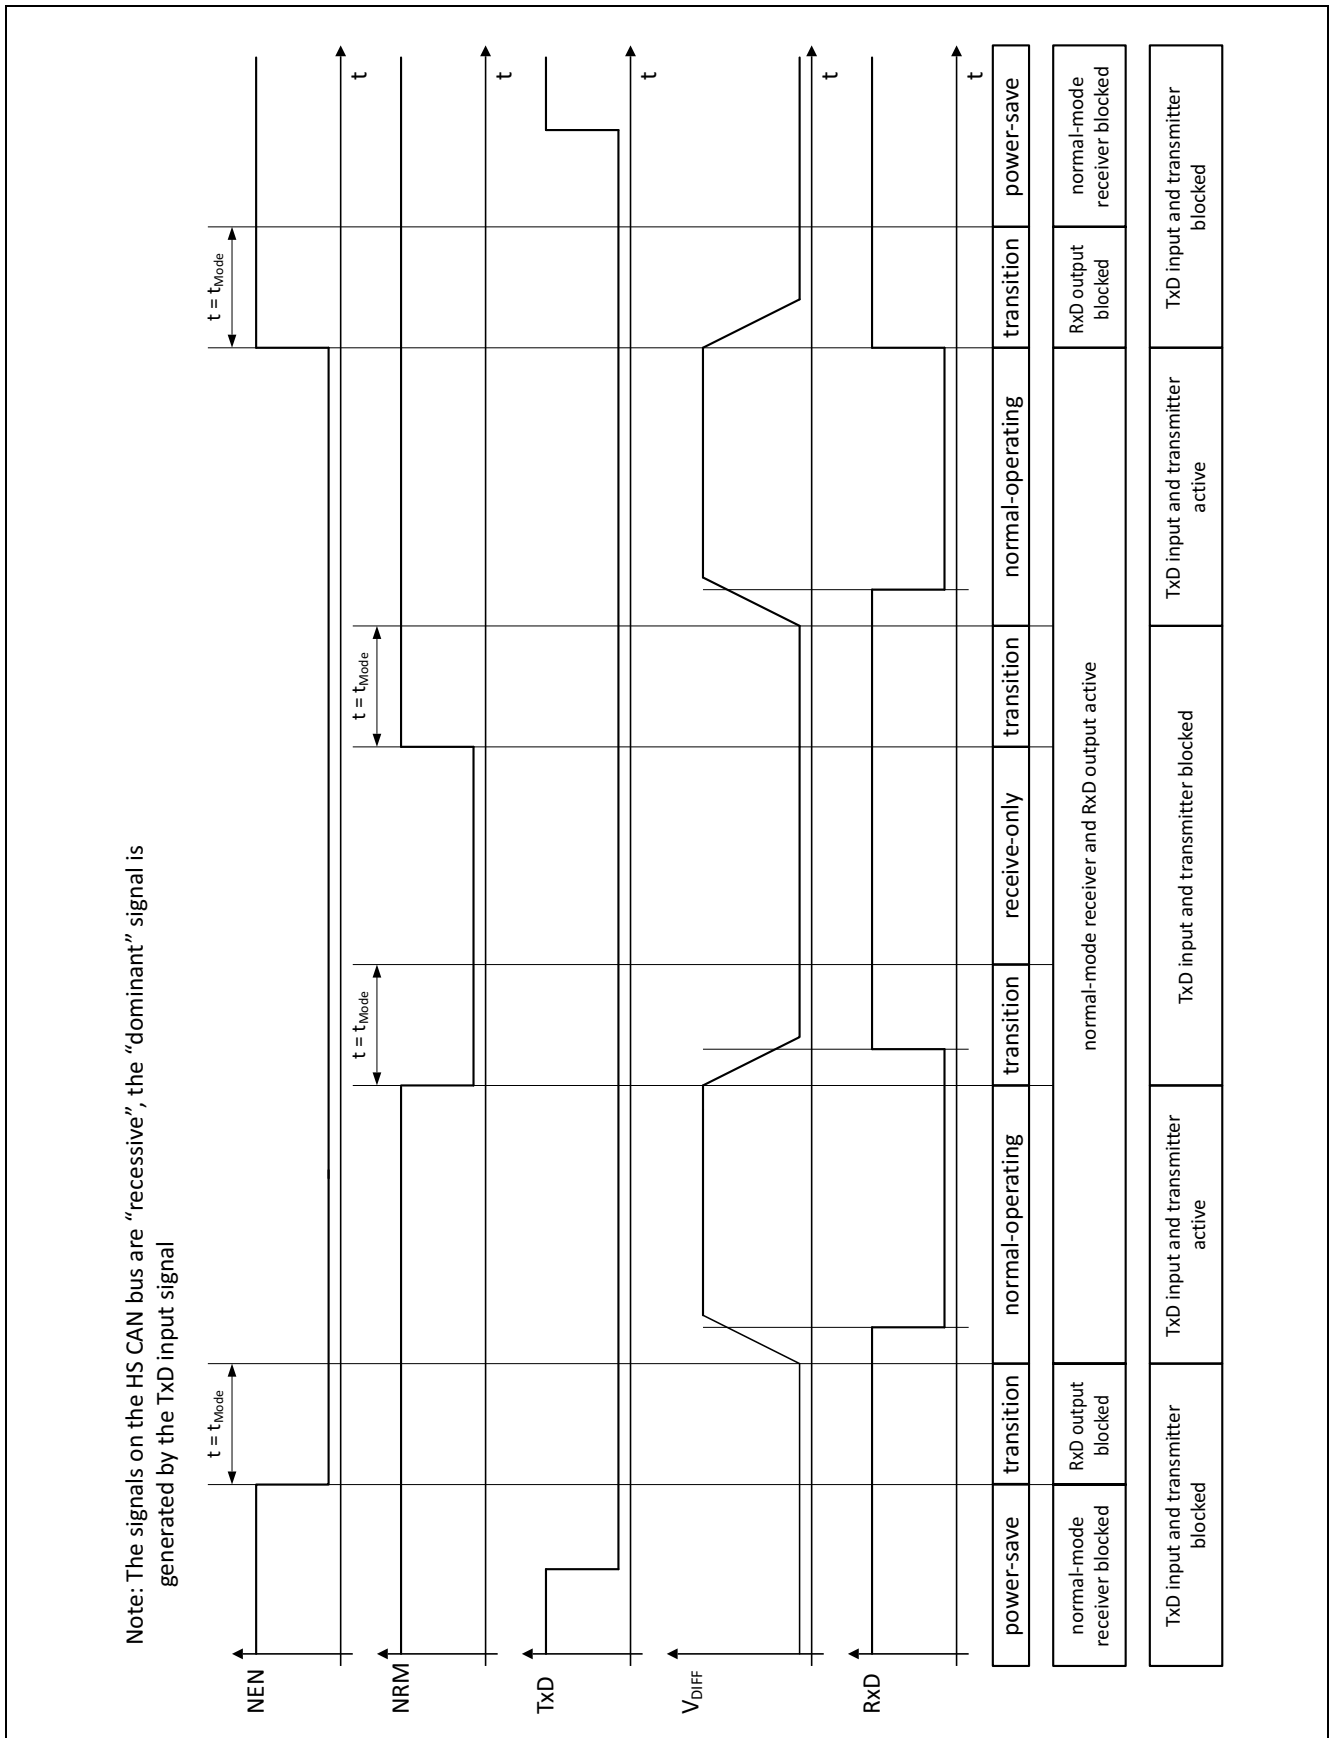 Note: The signals on the HS CAN bus are “recessive”, the “dominant” signal is
generated by the TxD input signal
NEN
t = tMode
t = tMode
t
NRM
t = tMode
t = tMode
t
TxD
t
VDIFF
t
RxD
t
power-save
transition
normal-operating
transition
receive-only
transition
normal-operating
transition
power-save
normal-mode
receiver blocked
RxD output
blocked
normal-mode receiver and RxD output active
RxD output
blocked
normal-mode
receiver blocked
TxD input and transmitter
blocked
TxD input and transmitter
active
TxD input and transmitter blocked
TxD input and transmitter
active
TxD input and transmitter
blocked